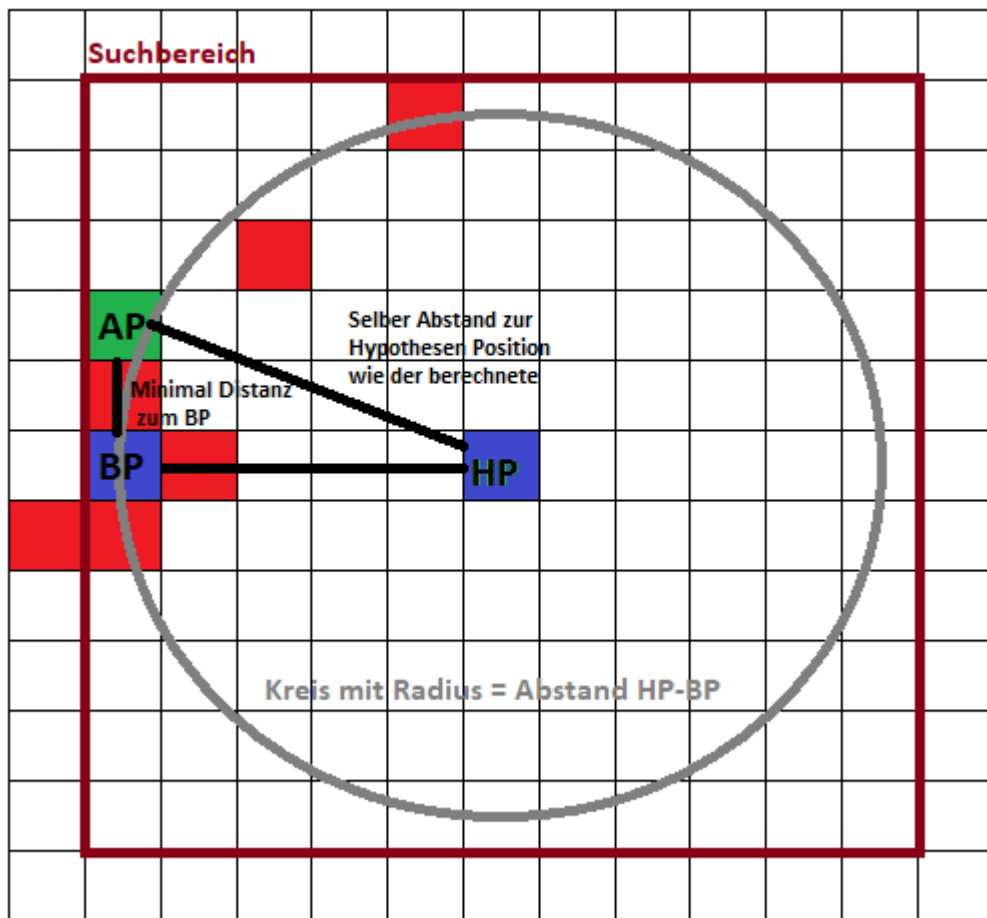 Suchbereich
AP
Selber Abstand zur
Hypothesen Position
wie der berechnete
Minimal Distanz
zum BP
BP
HP
Kreis mit Radius = Abstand HP-BP